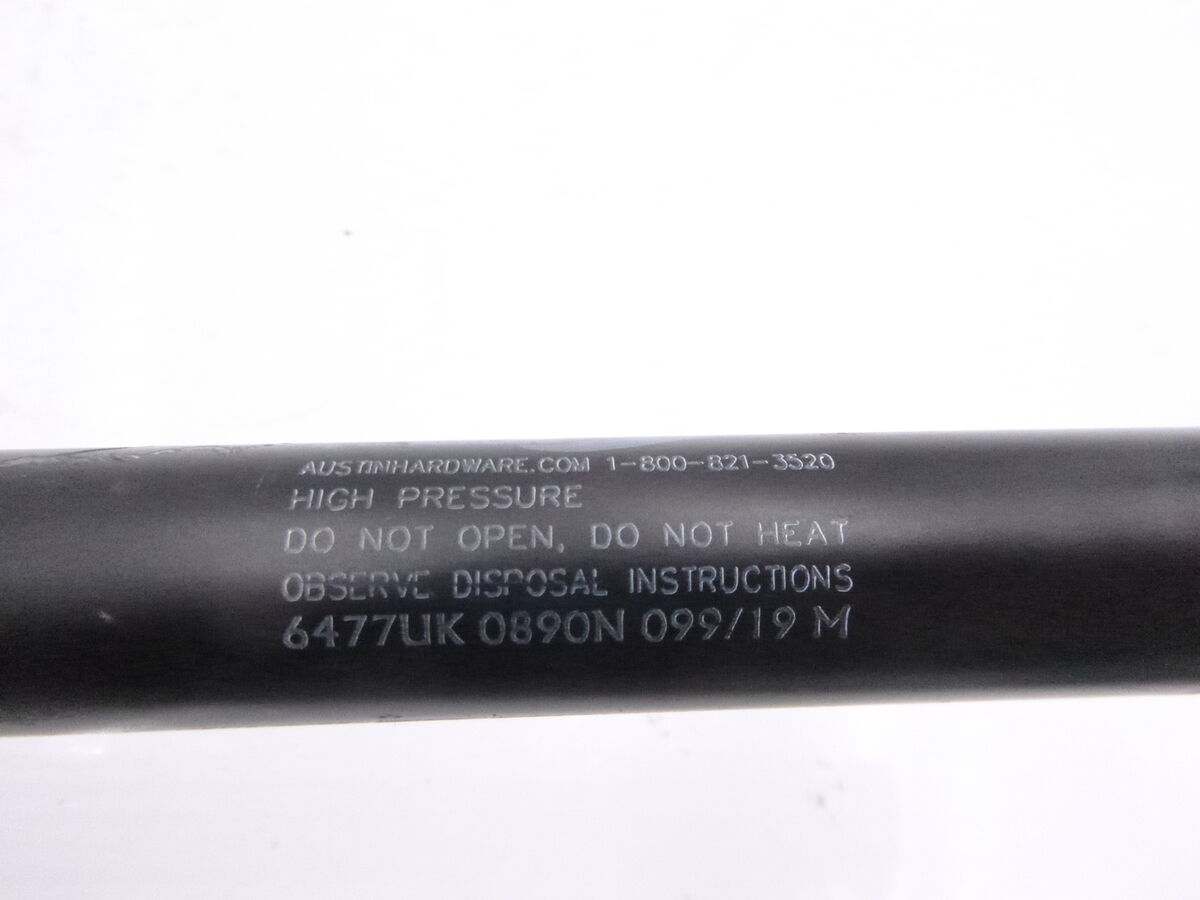 AUSTINHARDWARE.COM 1-800-821-3520
HIGH PRESSURE
DO NOT OPEN, DO NOT HEAT
OBSERVE DISPOSAL INSTRUCTIONS
6477UK 0890N 099/19 M